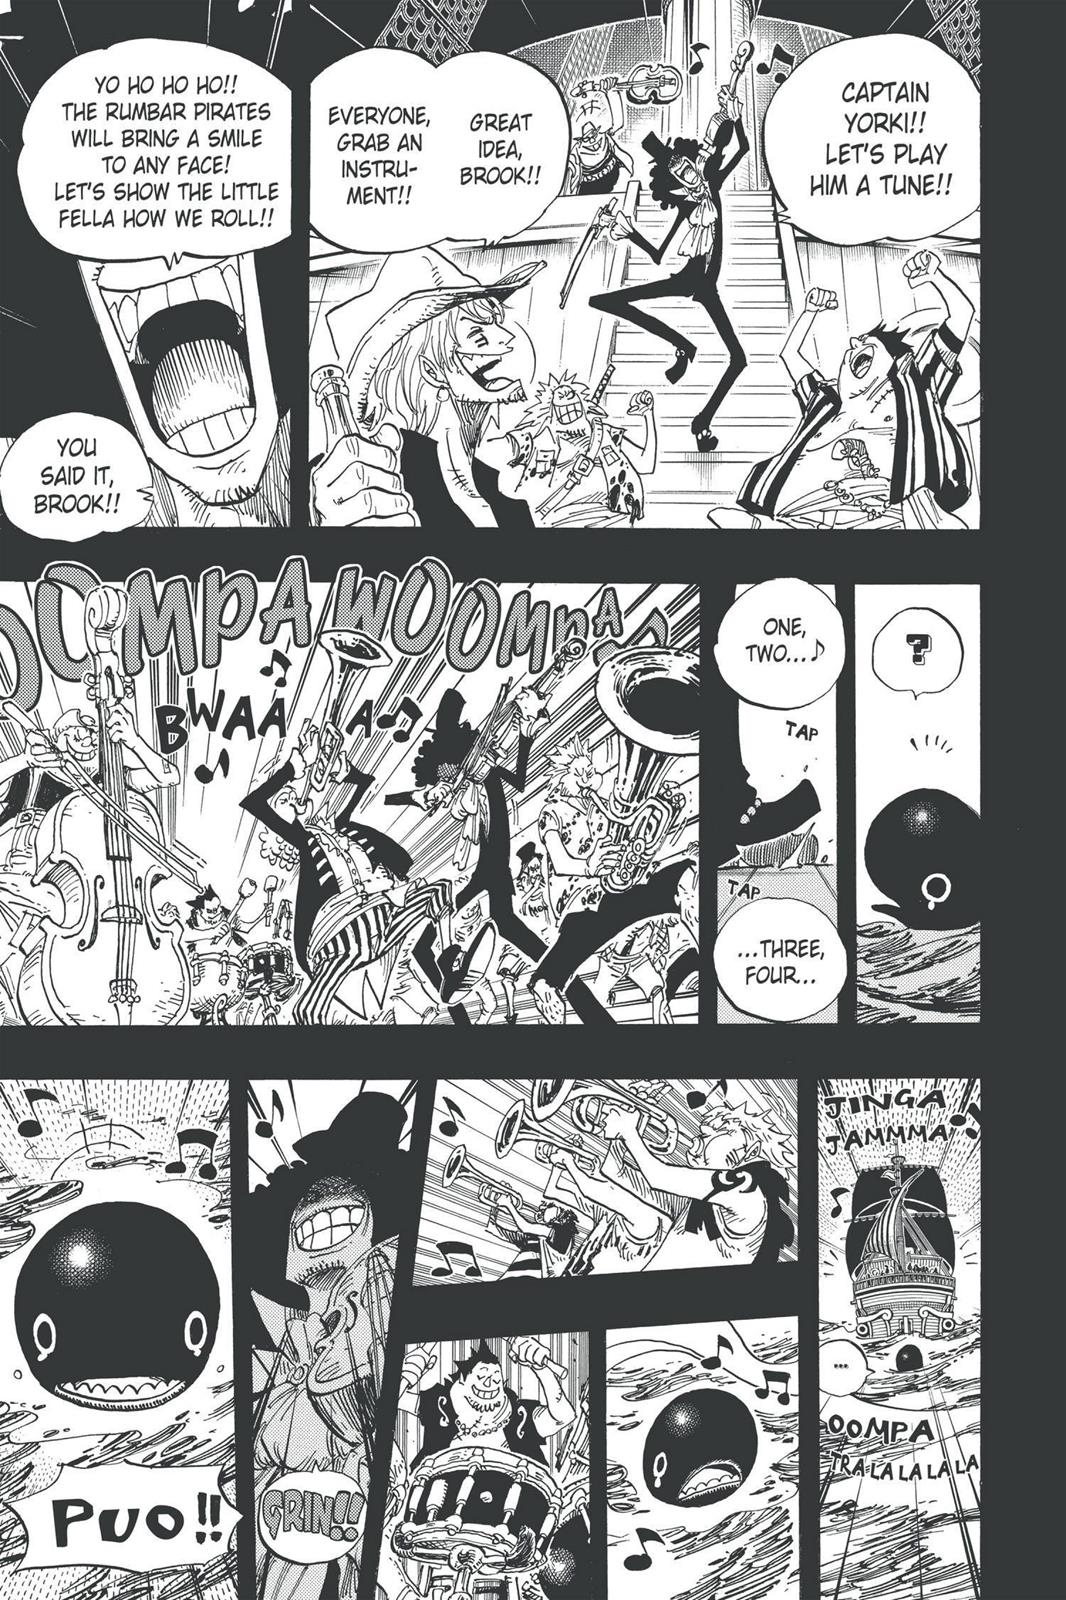 CAPTAIN
YORKI!!
LET'S PLAY
HIM A TUNE!!
GREAT
IDEA,
BROOK!!
EVERYONE,
GRAB AN
INSTRU-
MENT!!
YO HO HO HO!!
THE RUMBAR PIRATES
WILL BRING A SMILE
TO ANY FACE!
LET'S SHOW THE LITTLE
FELLA HOW WE ROLL!!
YOU
SAID IT,
BROOK!!
?
ONE,
TWO...♪
TAP
TAP
...THREE,
FOUR...
OOMPA WOOMPA
BWAA A
JINGA
JAMMMA
...
OOMPA
TRA LA LA LA LA
GRIN!!
PUO!!